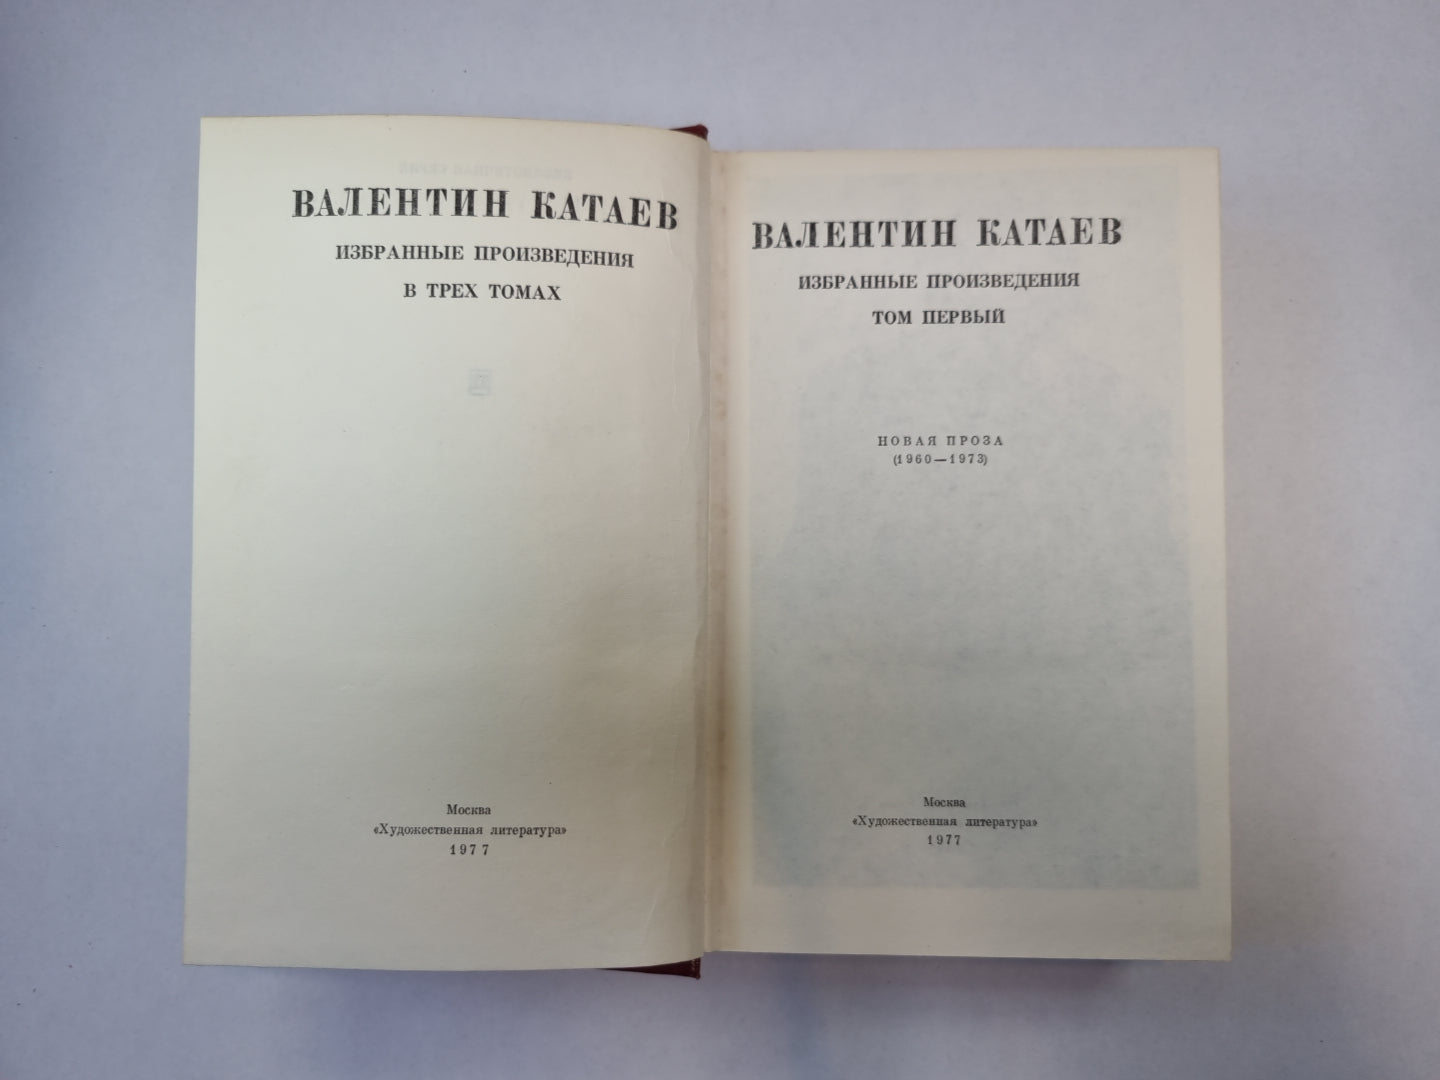 ВАЛЕНТИН КАТАЕВ
ИЗБРАННЫЕ ПРОИЗВЕДЕНИЯ
В ТРЕХ ТОМАХ
Москва
«Художественная литература»
1977
ВАЛЕНТИН КАТАЕВ
ИЗБРАННЫЕ ПРОИЗВЕДЕНИЯ
ТОМ ПЕРВЫЙ
НОВАЯ ПРОЗА
(1960—1973)
Москва
«Художественная литература»
1977